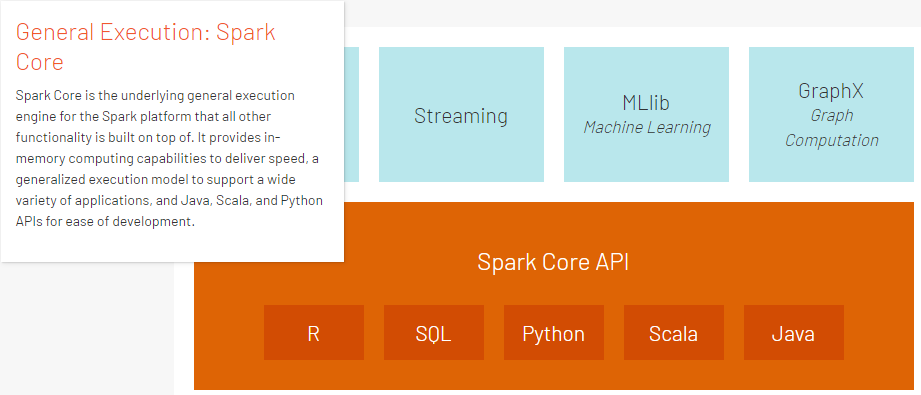 General Execution: Spark
Core
Spark Core is the underlying general execution
engine for the Spark platform that all other
functionality is built on top of. It provides in-
memory computing capabilities to deliver speed, a
generalized execution model to support a wide
variety of applications, and Java, Scala, and Python
APIs for ease of development.
Streaming
MLlib
Machine Learning
GraphX
Graph
Computation
Spark Core API
R
SQL
Python
Scala
Java